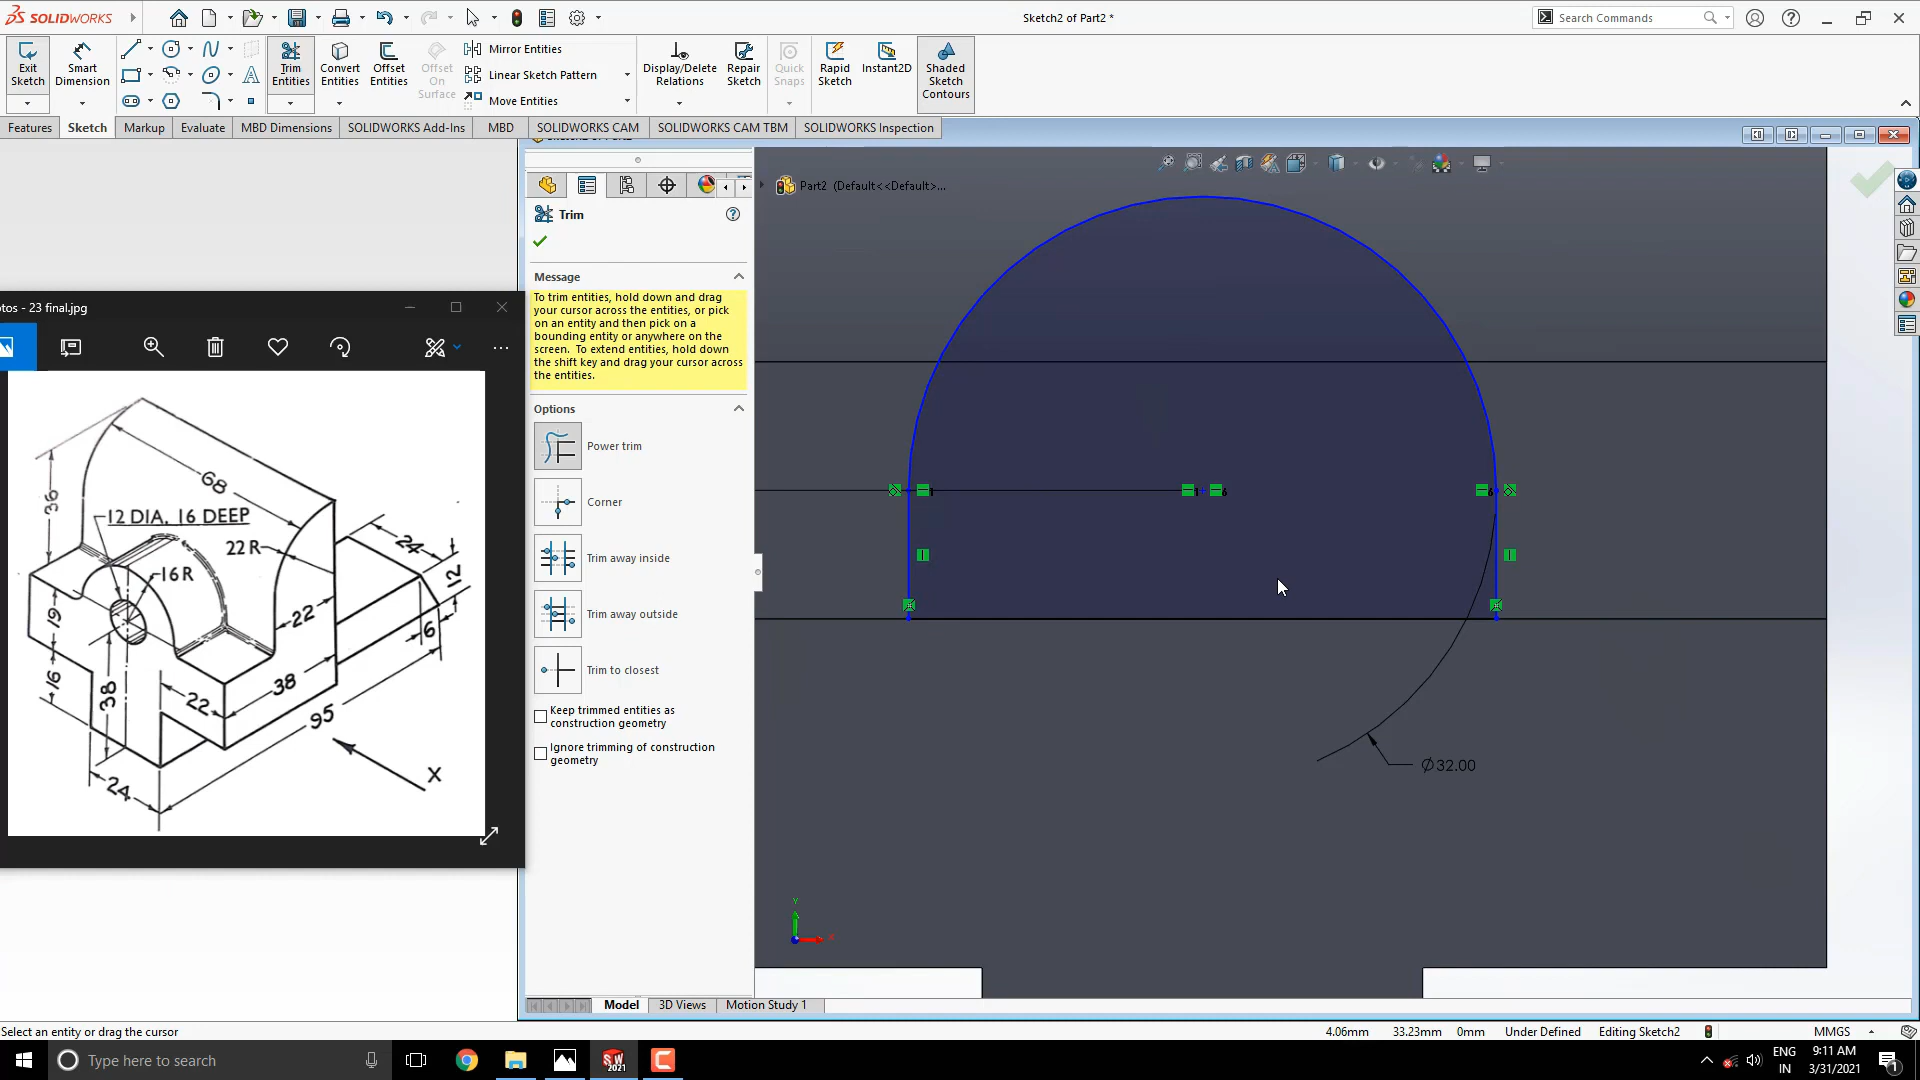 SOLIDWORKS
Sketch2 of Part2 *
Search Commands
Exit
Sketch
Smart
Dimension
Trim
Entities
Convert
Entities
Offset
Entities
Offset
On
Surface
Mirror Entities
Linear Sketch Pattern
Move Entities
Display/Delete
Relations
Repair
Sketch
Quick
Snaps
Rapid
Sketch
Instant2D
Shaded
Sketch
Contours
Features
Sketch
Markup
Evaluate
MBD Dimensions
SOLIDWORKS Add-Ins
MBD
SOLIDWORKS CAM
SOLIDWORKS CAM TBM
SOLIDWORKS Inspection
Part2 (Default<<Default>...
Trim
Message
To trim entities, hold down and drag
your cursor across the entities, or pick
on an entity and then pick on a
bounding entity or anywhere on the
screen. To extend entities, hold down
the shift key and drag your cursor across
the entities.
Options
Power trim
Corner
Trim away inside
Trim away outside
Trim to closest
Keep trimmed entities as
construction geometry
Ignore trimming of construction
geometry
otos - 23 final.jpg
68
36
12 DIA, 16 DEEP
22 R
24
12
16R
19
22
6
16
38
38
22
95
24
X
1
1
6
6
Ø32.00
Y
X
Model
3D Views
Motion Study 1
Select an entity or drag the cursor
4.06mm
33.23mm
0mm
Under Defined
Editing Sketch2
MMGS
Type here to search
SW
2021
ENG
IN
9:11 AM
3/31/2021
1